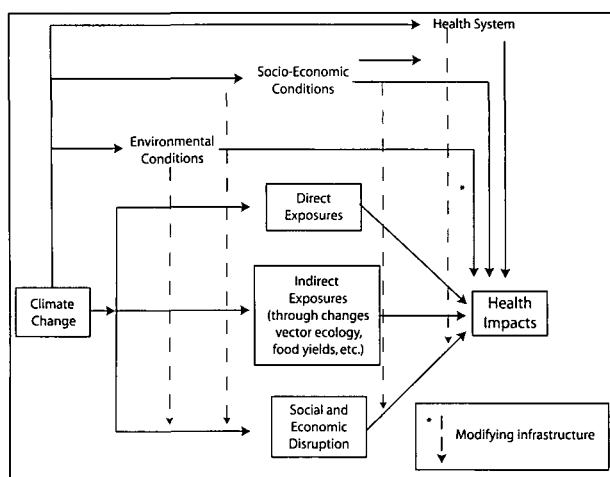 Health System
Socio-Economic
Conditions
Environmental
Conditions
Direct
Exposures
Climate
Change
Indirect
Exposures
(through changes
vector ecology,
food yields, etc.)
Health
Impacts
Social and
Economic
Disruption
*
* Modifying infrastructure